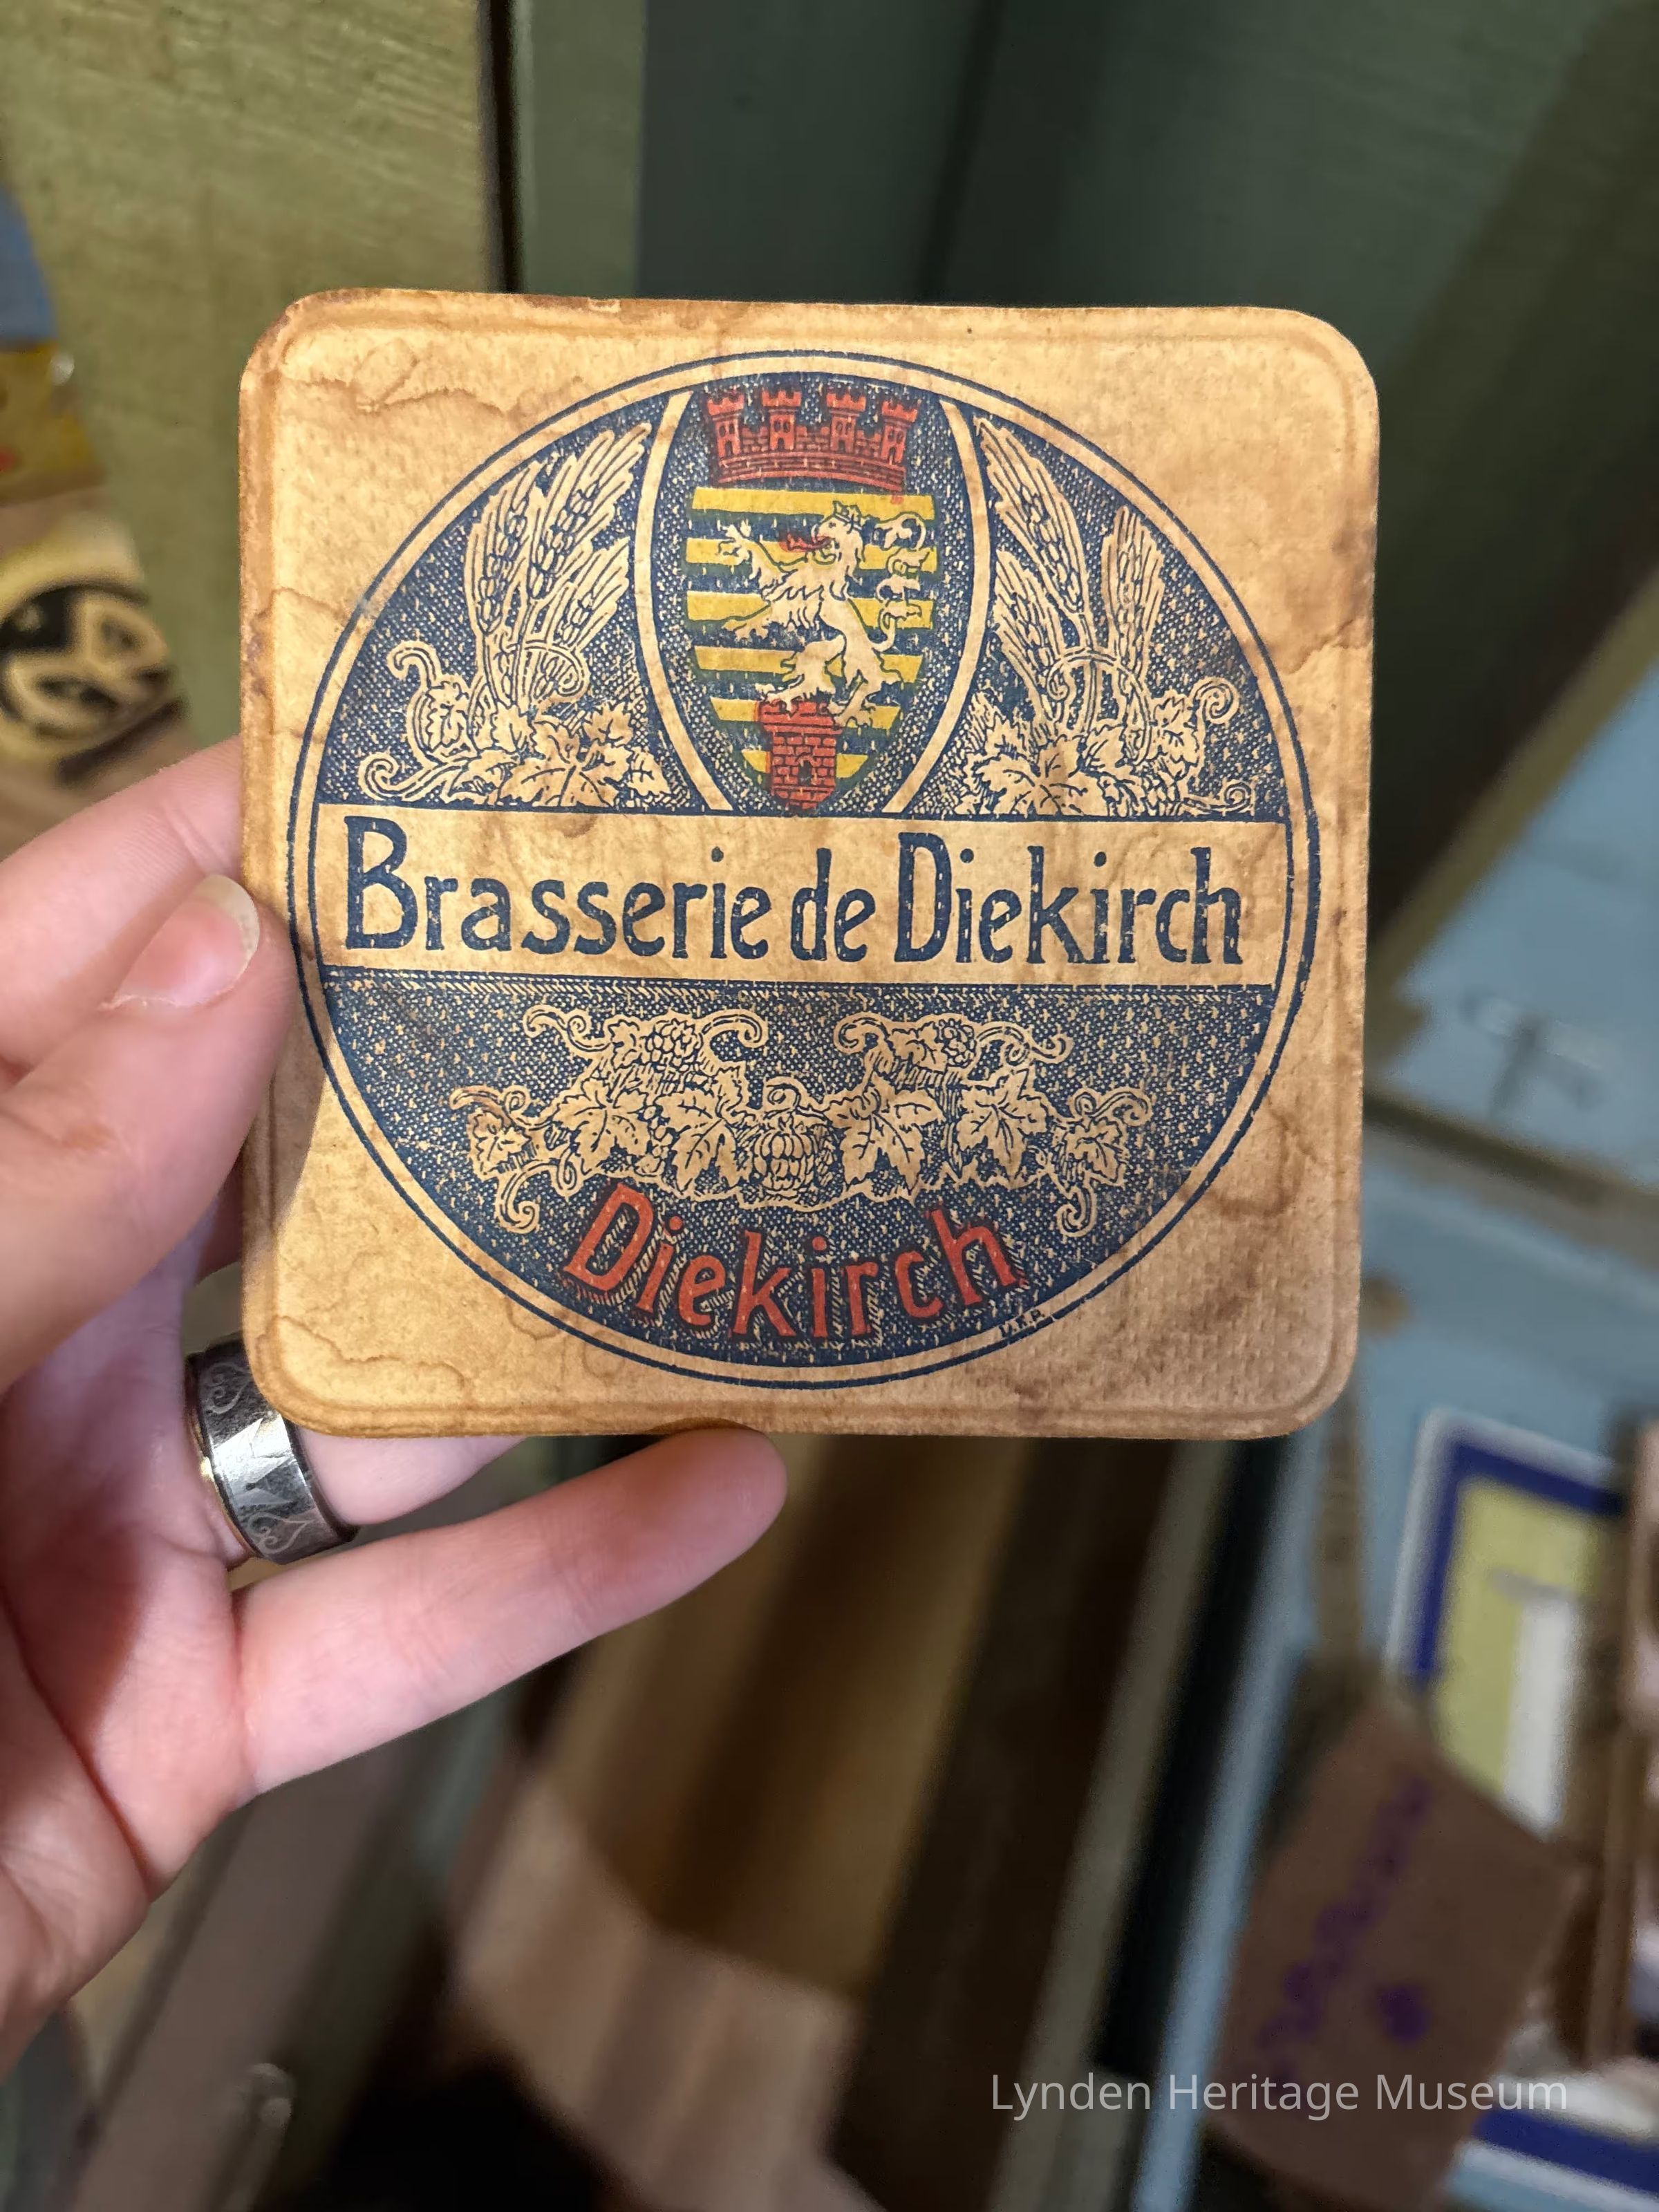 Brasserie de Diekirch
Diekirch
Lynden Heritage Museum